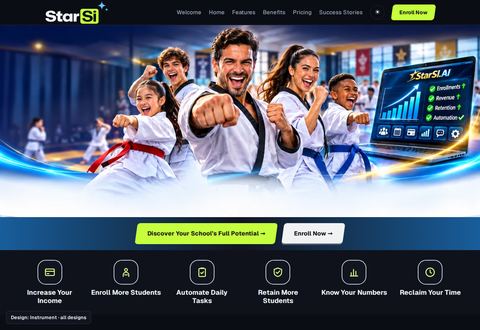 StarSi
Welcome Home Features Benefits Pricing Success Stories Enroll Now
StarSI.AI
Enrollments
Revenue
Retention
Automation
Discover Your School's Full Potential →
Enroll Now →
Increase Your
Income
Enroll More Students
Automate Daily
Tasks
Retain More
Students
Know Your Numbers
Reclaim Your Time
Design: Instrument · all designs